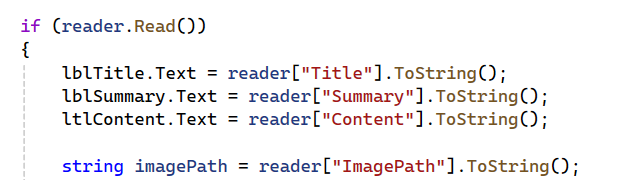 if (reader.Read())
{
lblTitle.Text = reader["Title"].ToString();
lblSummary.Text = reader["Summary"].ToString();
ltlContent.Text = reader["Content"].ToString();
string imagePath = reader["ImagePath"].ToString();